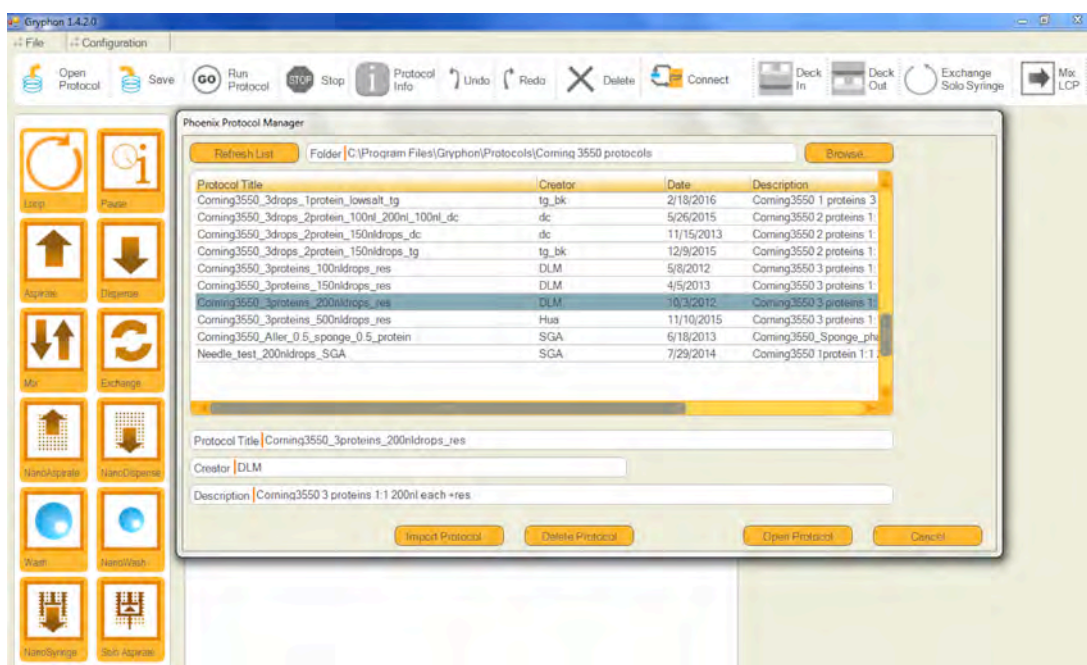 Gryphon 1.4.2.0
File Configuration
Open Protocol Save GO Run Protocol STOP Stop Protocol Info Undo Redo Delete Connect Deck In Deck Out Exchange Solo Syringe Mix LCP
Phoenix Protocol Manager
Refresh List Folder C:\Program Files\Gryphon\Protocols\Corning 3550 protocols Browse...
Protocol Title Creator Date Description
Corning3550_3drops_1protein_lowsalt_tg tg_bk 2/18/2016 Corning3550 1 proteins 3
Corning3550_3drops_2protein_100nl_200nl_100nl_dc dc 5/26/2015 Corning3550 2 proteins 1:
Corning3550_3drops_2protein_150nldrops_dc dc 11/15/2013 Corning3550 2 proteins 1:
Corning3550_3drops_2protein_150nldrops_tg tg_bk 12/9/2015 Corning3550 2 proteins 1:
Corning3550_3proteins_100nldrops_res DLM 5/8/2012 Corning3550 3 proteins 1:
Corning3550_3proteins_150nldrops_res DLM 4/5/2013 Corning3550 3 proteins 1:
Corning3550_3proteins_200nldrops_res DLM 10/3/2012 Corning3550 3 proteins 1:
Corning3550_3proteins_500nldrops_res Hua 11/10/2015 Corning3550 3 proteins 1:
Corning3550_Aller_0.5_sponge_0.5_protein SGA 6/18/2013 Corning3550_Sponge_pha
Needle_test_200nldrops_SGA SGA 7/29/2014 Corning3550 1protein 1:1
Protocol Title Corning3550_3proteins_200nldrops_res
Creator DLM
Description Corning3550 3 proteins 1:1 200nl each +res
Import Protocol Delete Protocol Open Protocol Cancel
Loop Pause
Aspirate Dispense
Mix Exchange
NanoAspirate NanoDispense
Wash NanoWash
NanoSyringe Solo Aspirate